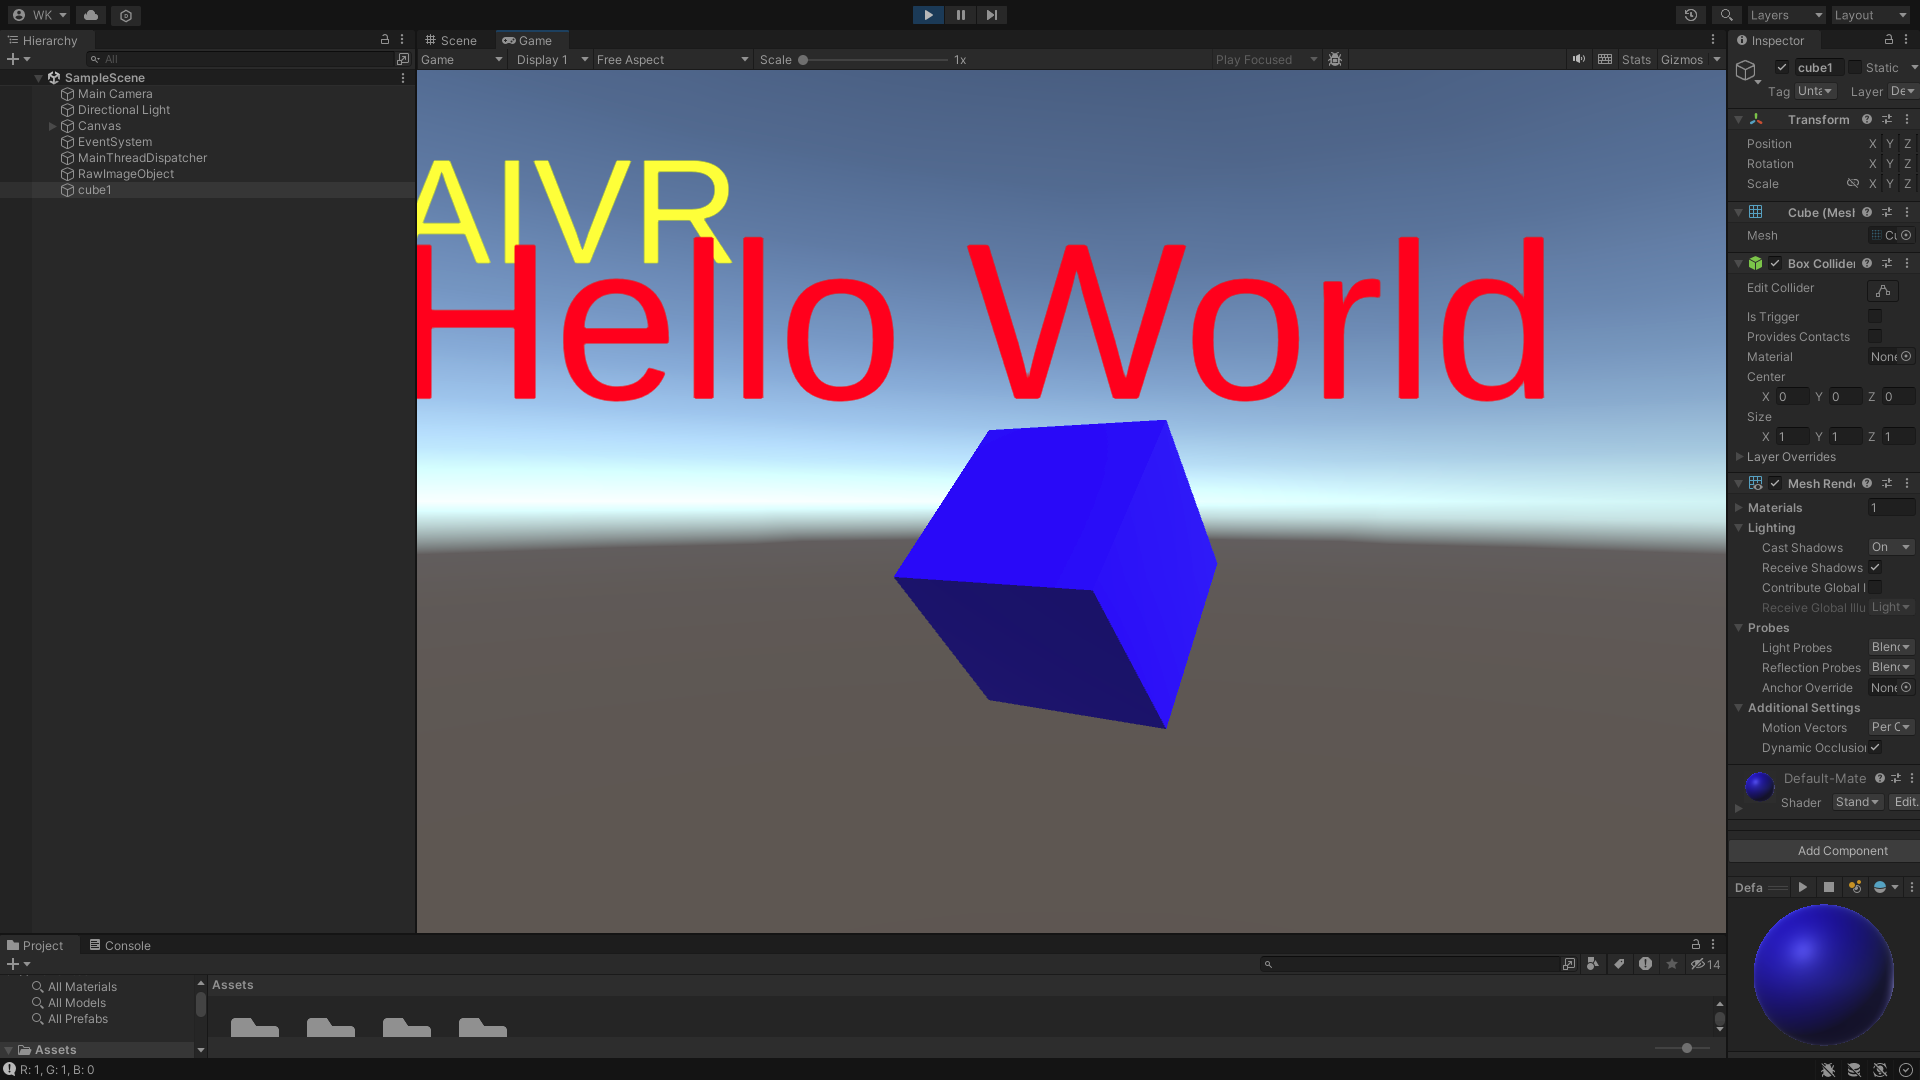 WK
Layers
Layout
Hierarchy
All
SampleScene
Main Camera
Directional Light
Canvas
EventSystem
MainThreadDispatcher
RawImageObject
cube1
Scene
Game
Game
Display 1
Free Aspect
Scale
1x
Play Focused
Stats
Gizmos
AIVR
Hello World
Inspector
cube1
Static
Tag
Layer
Transform
Position X Y Z
Rotation X Y Z
Scale X Y Z
Cube (Mesl
Mesh
Box Collider
Edit Collider
Is Trigger
Provides Contacts
Material None
Center
X 0 Y 0 Z 0
Size
X 1 Y 1 Z 1
Layer Overrides
Mesh Rend
Materials 1
Lighting
Cast Shadows On
Receive Shadows
Contribute Global I
Receive Global Illu Light
Probes
Light Probes Blend
Reflection Probes Blend
Anchor Override None
Additional Settings
Motion Vectors Per
Dynamic Occlusion
Default-Mate
Shader Stand Edit.
Add Component
Defa
Project
Console
14
All Materials
All Models
All Prefabs
Assets
Assets
R: 1, G: 1, B: 0